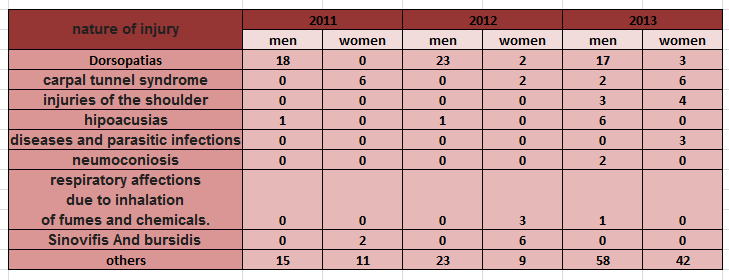 nature of injury 2011 2012 2013
men women men women men women
Dorsopatias 18 0 23 2 17 3
carpal tunnel syndrome 0 6 0 2 2 6
injuries of the shoulder 0 0 0 0 3 4
hipoacusias 1 0 1 0 6 0
diseases and parasitic infections 0 0 0 0 0 3
neumoconiosis 0 0 0 0 2 0
respiratory affections
due to inhalation
of fumes and chemicals. 0 0 0 3 1 0
Sinovifis And bursidis 0 2 0 6 0 0
others 15 11 23 9 58 42